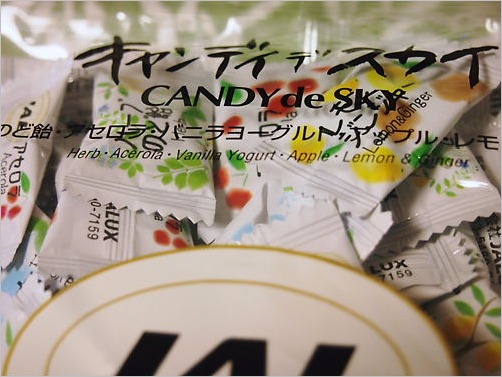 キャンディ デ スカイ
CANDY de SKY
のど飴・アセロラ・バニラヨーグルト・アップル・レモ
Herb・Acerola・Vanilla Yogurt・Apple・Lemon & Ginger
Lemon&Ginger
アセロラ
LUX
-7159
LUX
7159
JAL